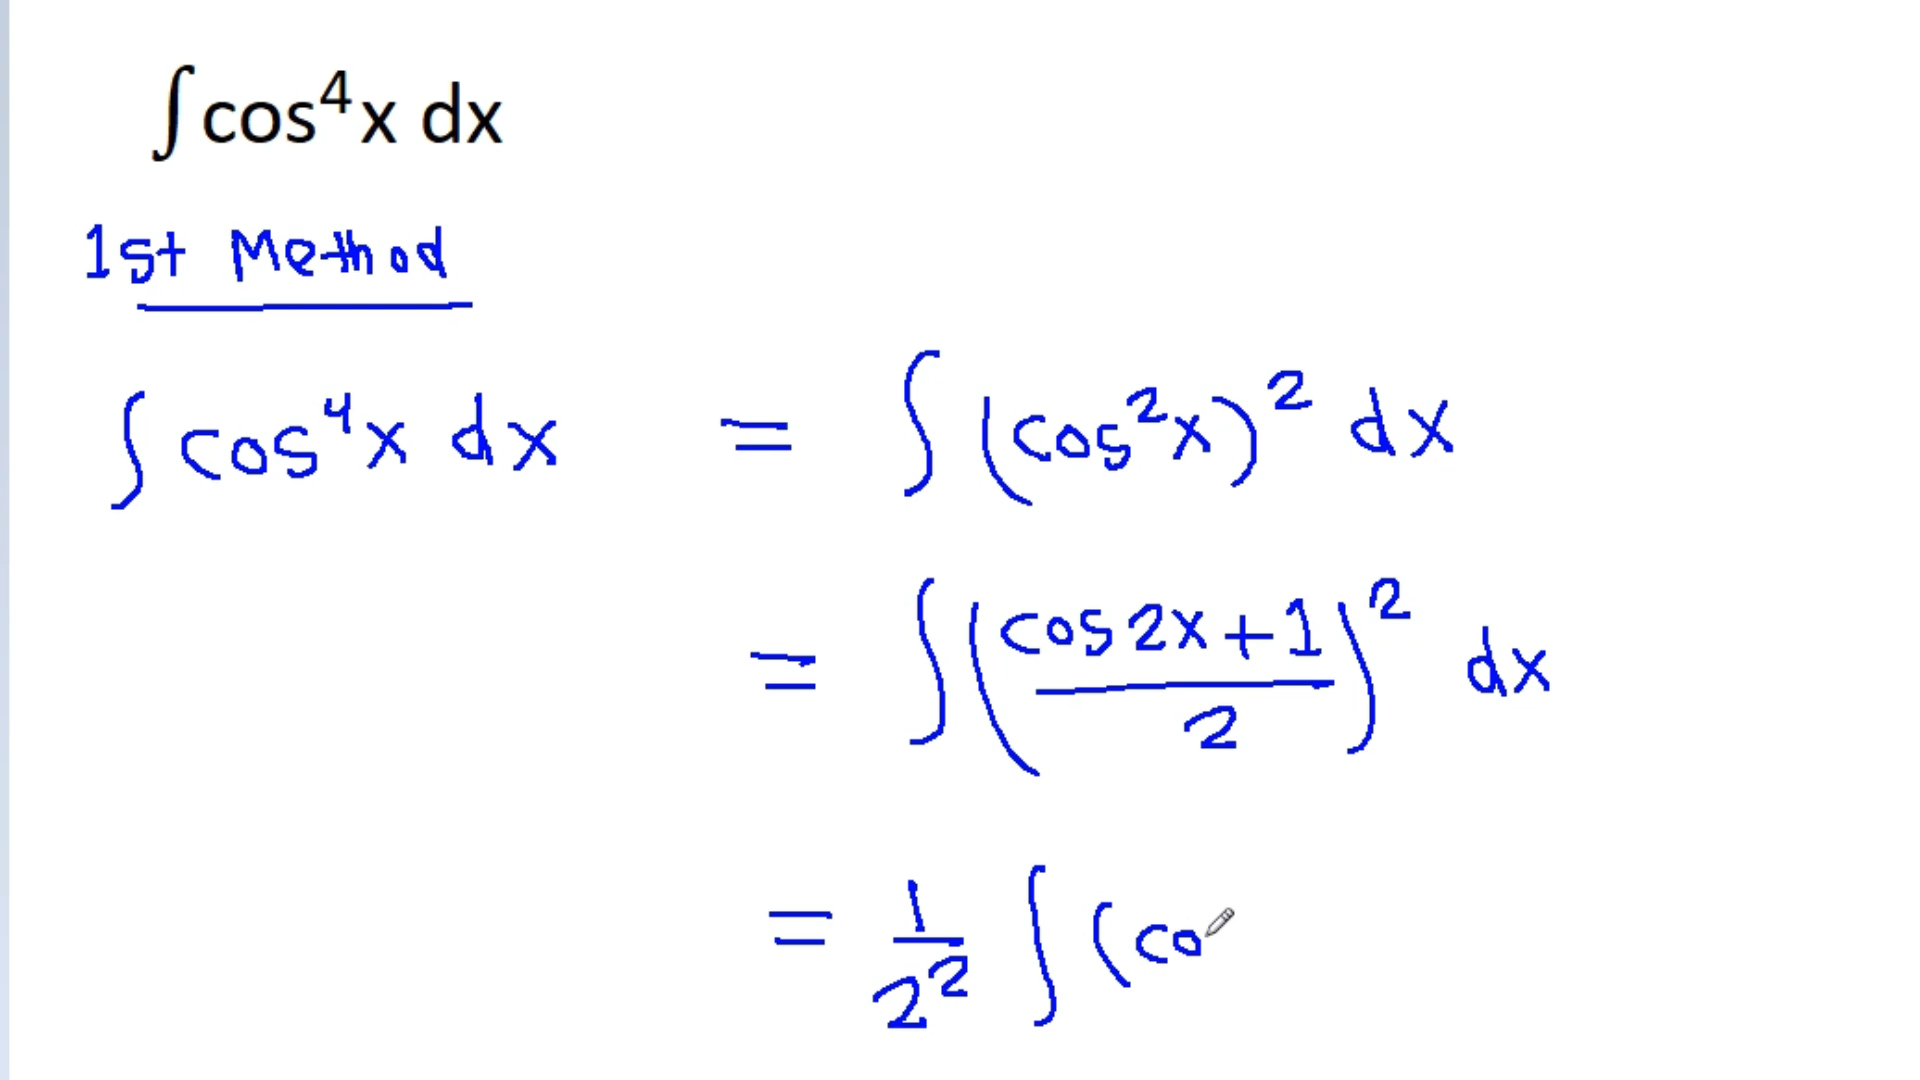 ∫cos⁴x dx
1st Method
∫ cos⁴x dx = ∫ (cos²x)² dx
= ∫ (cos2x+1/2)² dx
= 1/2² ∫ (co